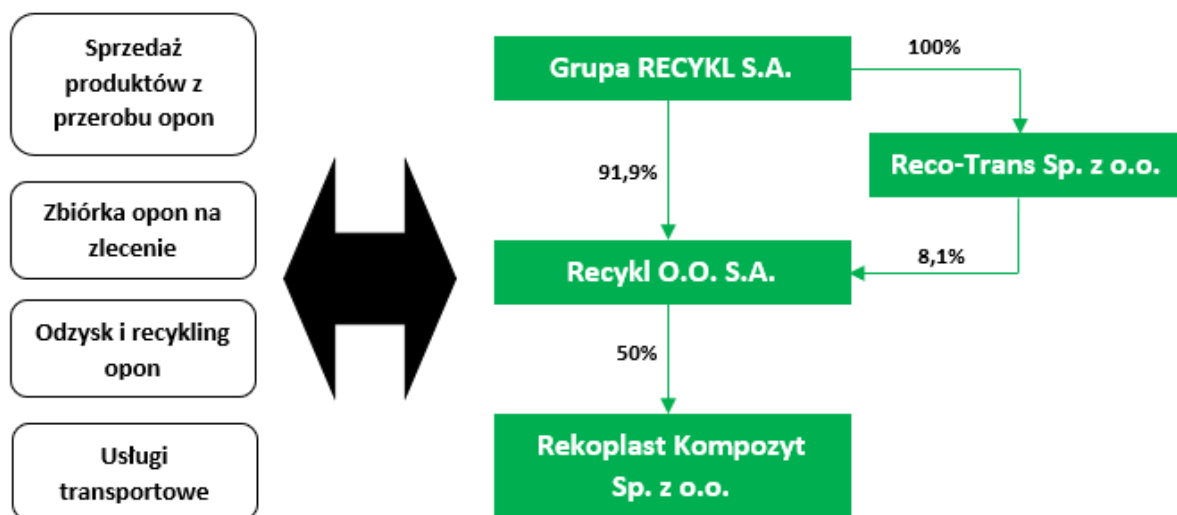 Sprzedaż
produktów z
przerobu opon
Zbiórka opon na
zlecenie
Odzysk i recykling
opon
Usługi
transportowe
Grupa RECYKL S.A.
100%
Reco-Trans Sp. z o.o.
91,9%
Recykl O.O. S.A.
8,1%
50%
Rekoplast Kompozyt
Sp. z o.o.